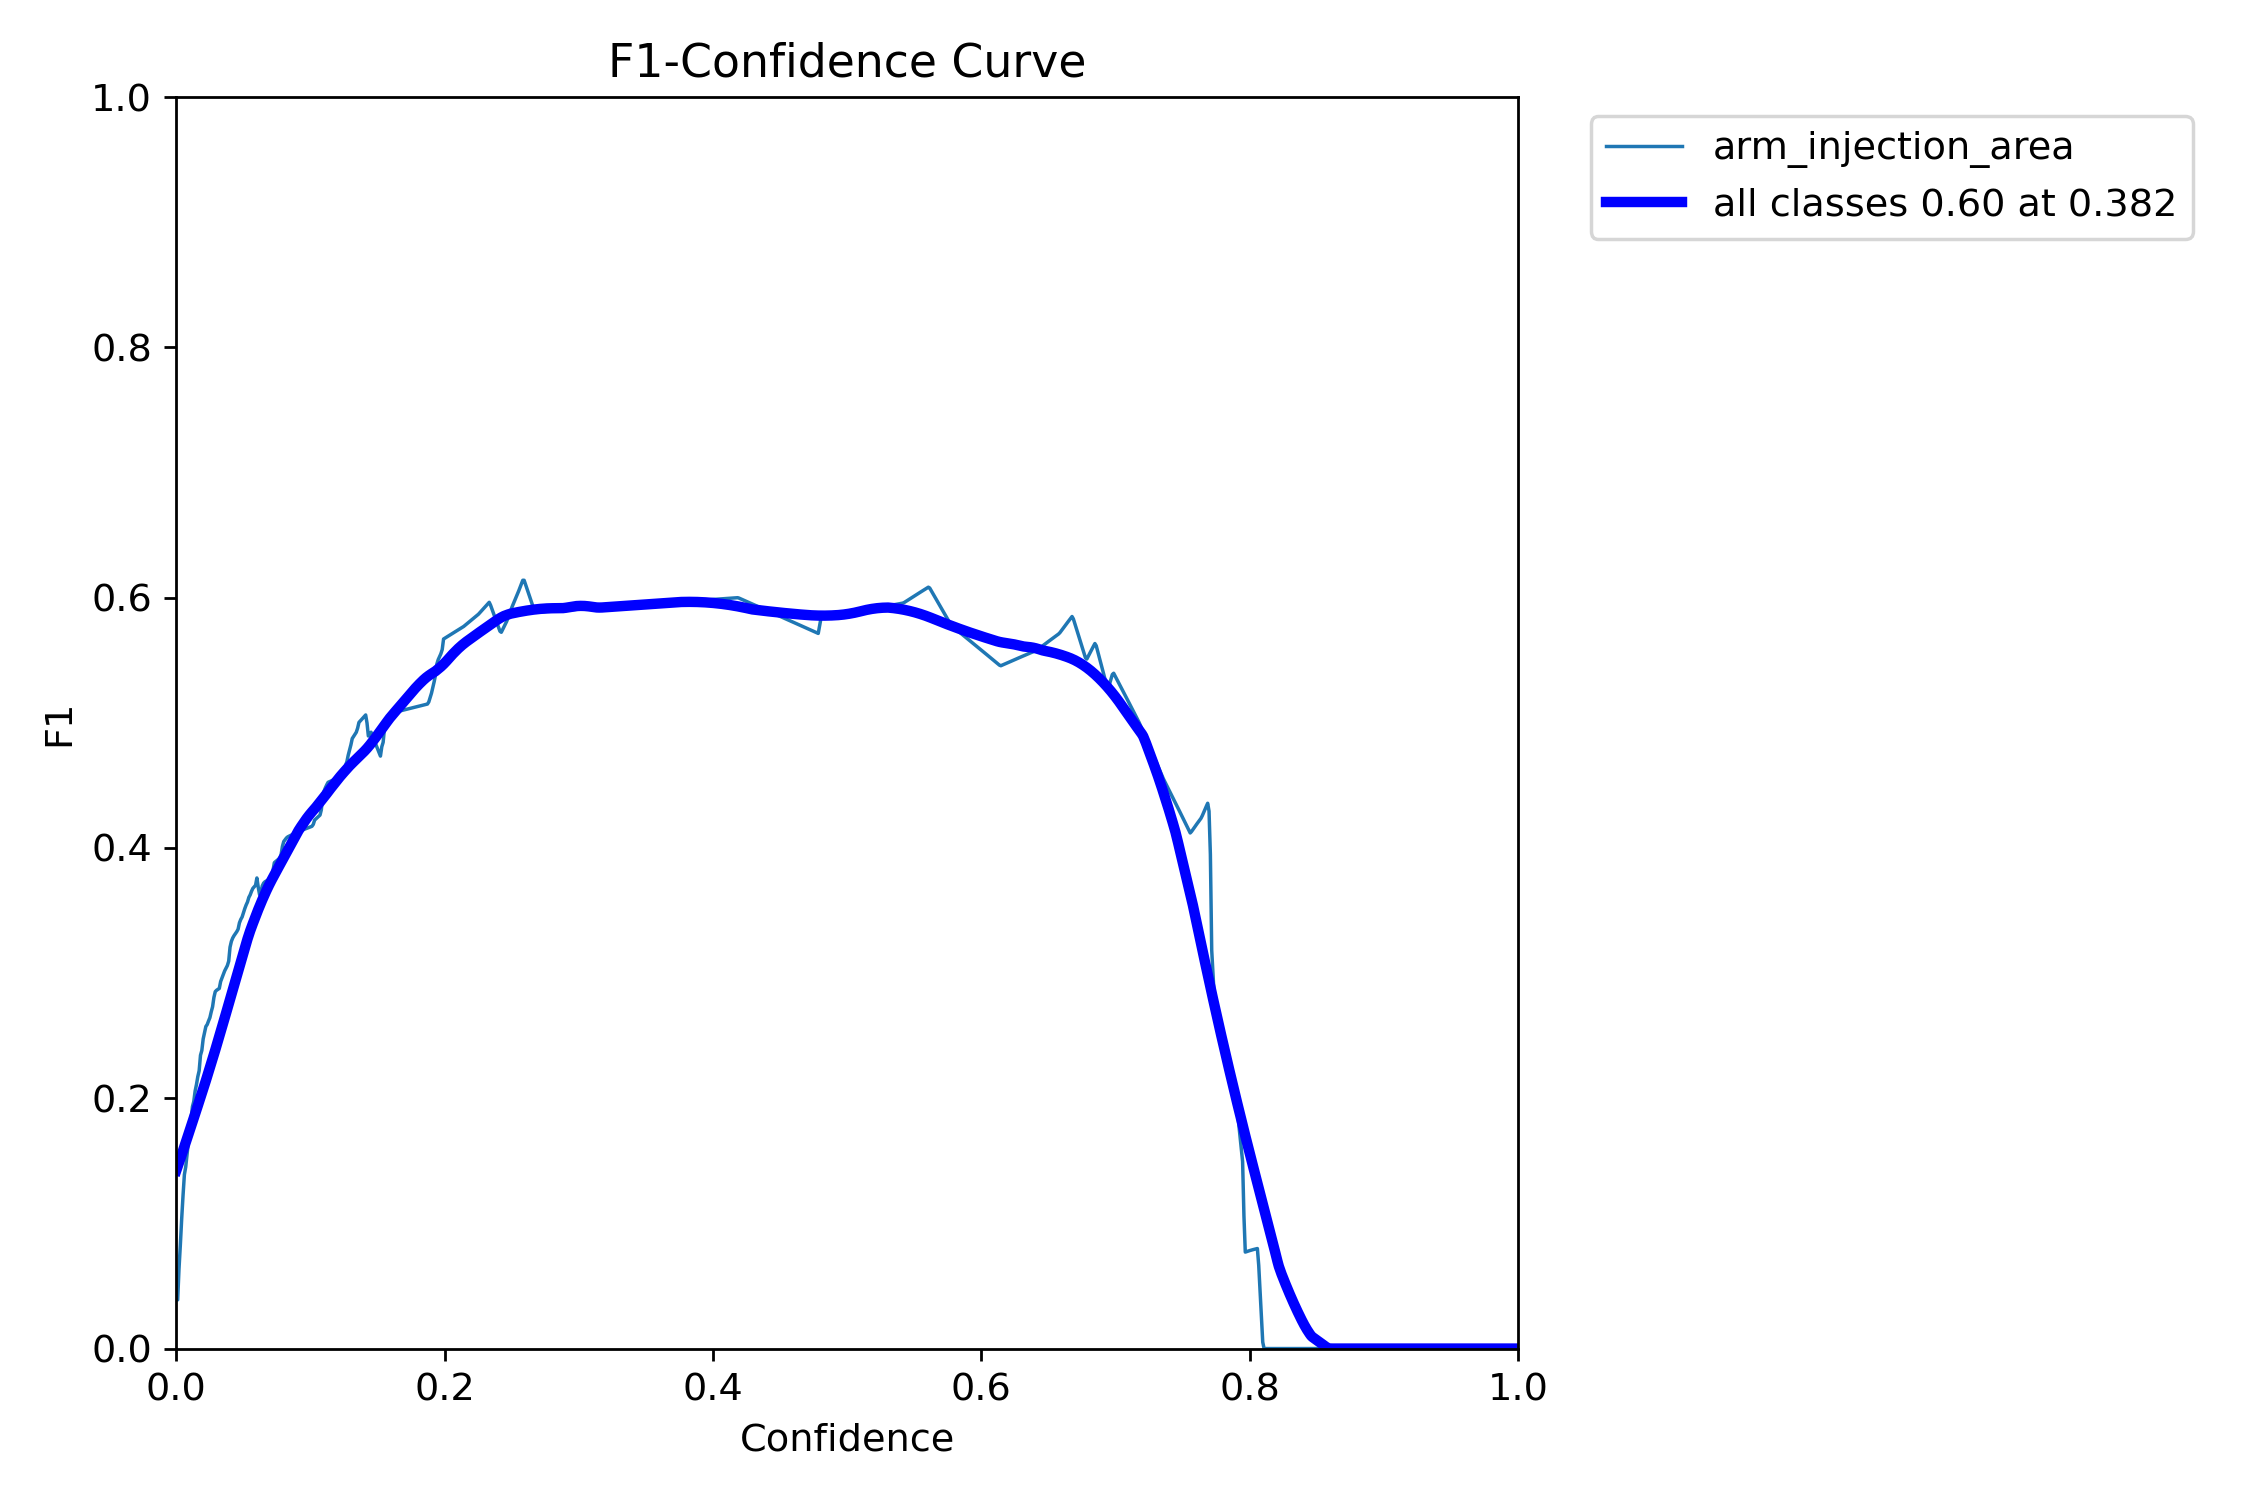 F1-Confidence Curve
arm_injection_area
all classes 0.60 at 0.382
F1
1.0
0.8
0.6
0.4
0.2
0.0
0.0 0.2 0.4 0.6 0.8 1.0
Confidence